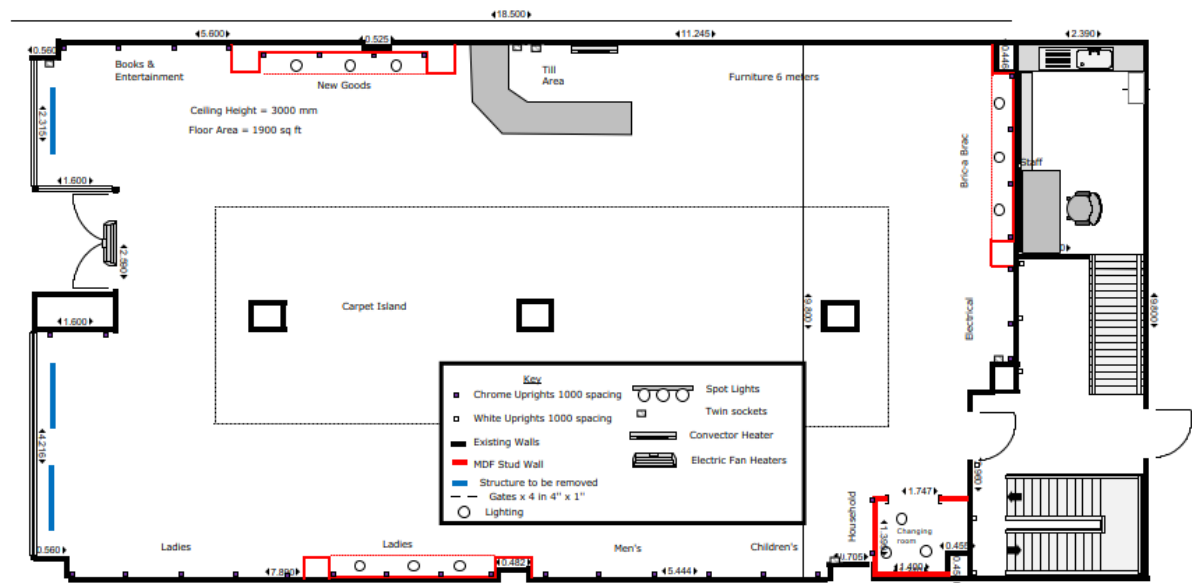 18.500
5.600
0.525
11.245
2.390
0.560
0.446
Books &
Entertainment
New Goods
Till
Area
Furniture 6 meters
Ceiling Height = 3000 mm
Floor Area = 1900 sq ft
2.315
Bric-a Brac
Staff
1.600
2.590
Carpet Island
9.800
Electrical
9.800
1.600
Key
Chrome Uprights 1000 spacing
White Uprights 1000 spacing
Existing Walls
MDF Stud Wall
Structure to be removed
Gates x 4 in 4" x 1"
Lighting
Spot Lights
Twin sockets
Convector Heater
Electric Fan Heaters
4.216
1.747
Household
Changing
room
0.455
0.560
Ladies
Ladies
Men's
Children's
0.705
1.400
7.800
0.482
5.444